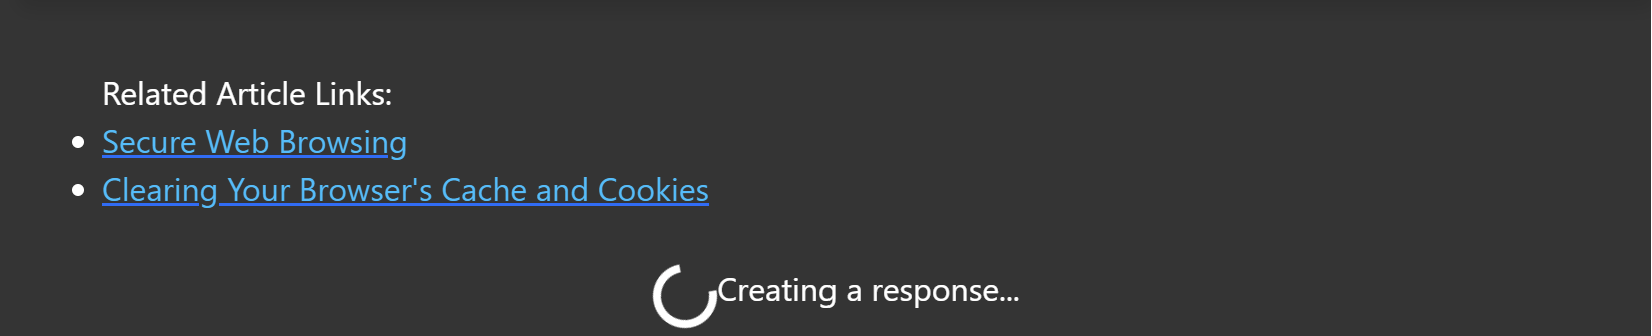 Related Article Links:
Secure Web Browsing
Clearing Your Browser's Cache and Cookies
Creating a response...